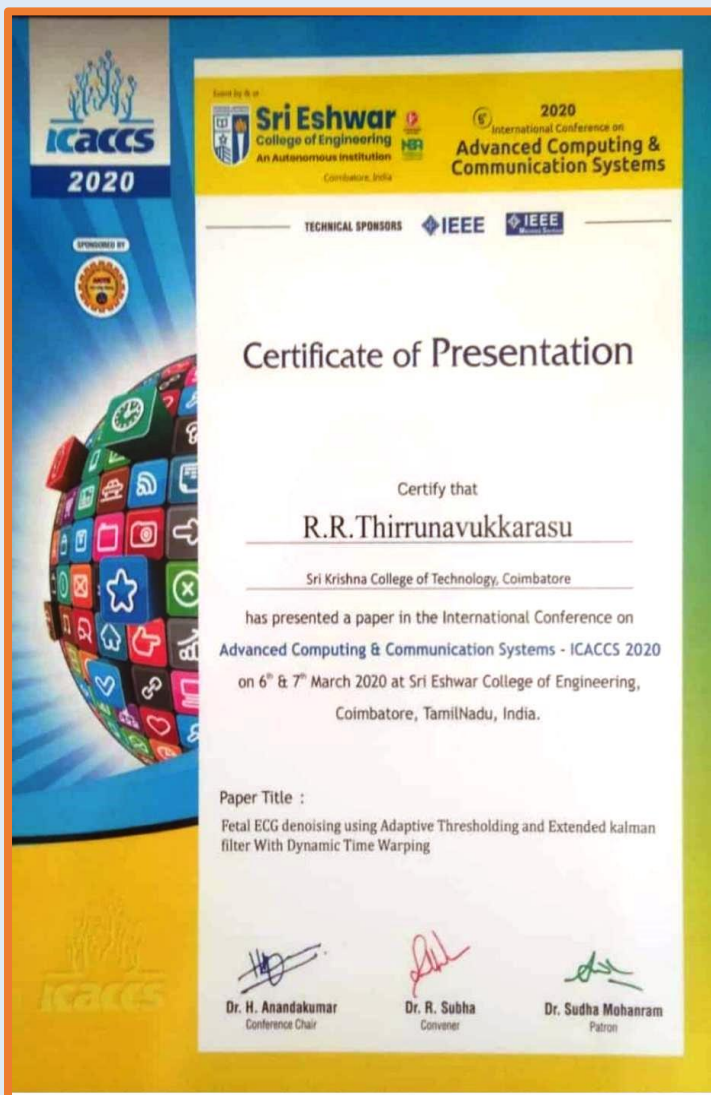 icaccs
2020
SPONSORED BY
Sri Eshwar
College of Engineering
An Autonomous Institution
Coimbatore, India
2020
International Conference on
Advanced Computing &
Communication Systems
TECHNICAL SPONSORS
IEEE
IEEE
Certificate of Presentation
Certify that
R.R.Thirrunavukkarasu
Sri Krishna College of Technology, Coimbatore
has presented a paper in the International Conference on
Advanced Computing & Communication Systems - ICACCS 2020
on 6th & 7th March 2020 at Sri Eshwar College of Engineering,
Coimbatore, TamilNadu, India.
Paper Title :
Fetal ECG denoising using Adaptive Thresholding and Extended kalman
filter With Dynamic Time Warping
Dr. H. Anandakumar
Conference Chair
Dr. R. Subha
Convener
Dr. Sudha Mohanram
Patron
icaccs